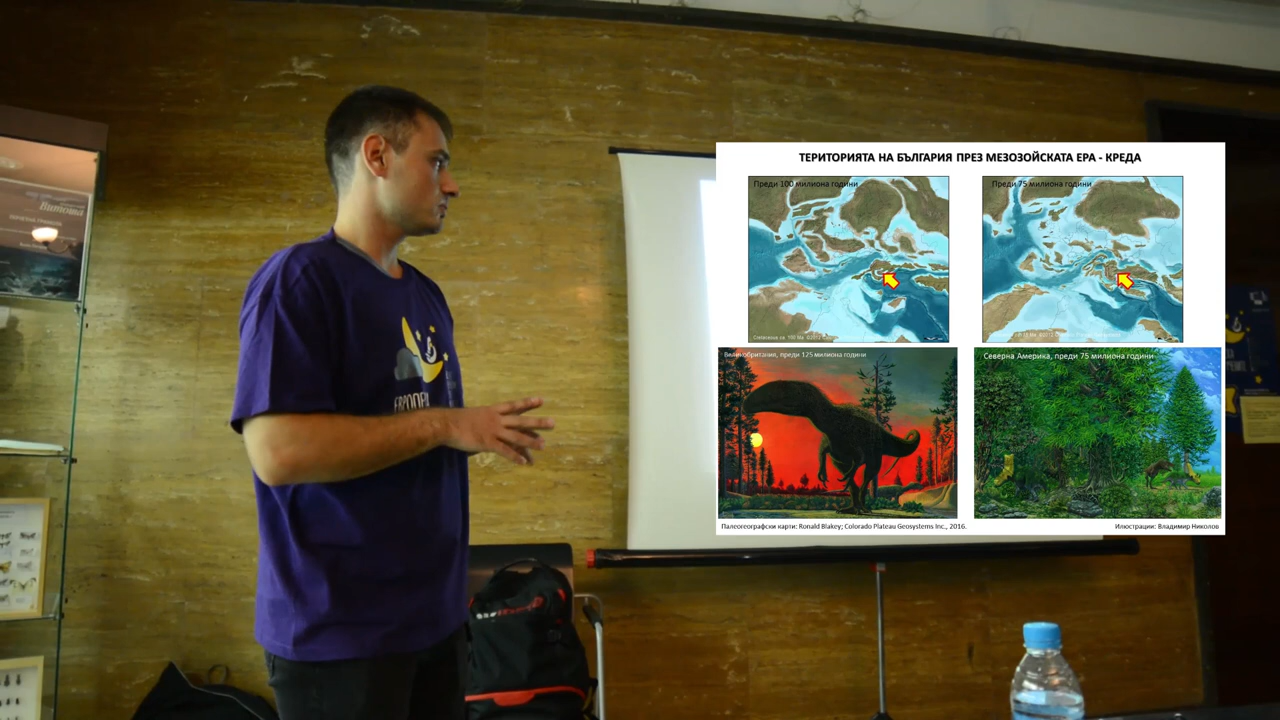 ТЕРИТОРИЯТА НА БЪЛГАРИЯ ПРЕЗ МЕЗОЗОЙСКАТА ЕРА - КРЕДА
Преди 100 милиона години
Преди 75 милиона години
Великобритания, преди 125 милиона години
Северна Америка, преди 75 милиона години
Палеогеографски карти: Ronald Blakey; Colorado Plateau Geosystems Inc., 2016.
Илюстрации: Владимир Николов
Витоша